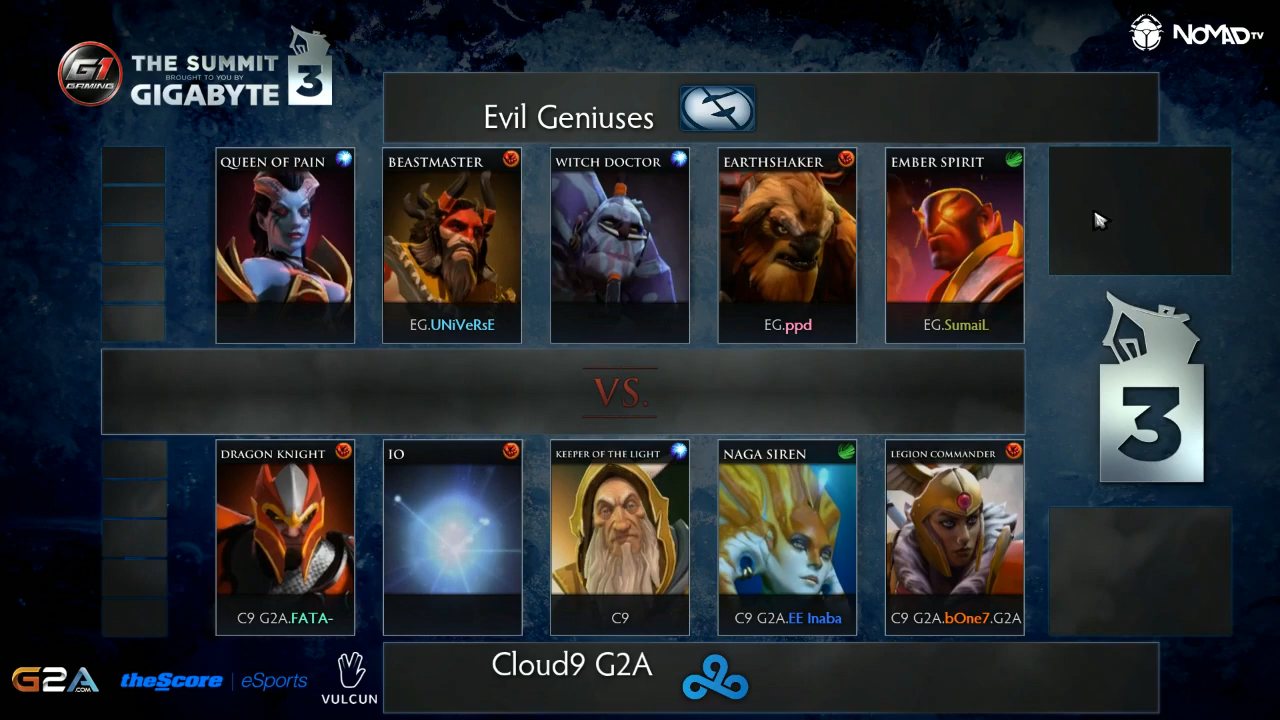 G1
GAMING
THE SUMMIT
BROUGHT TO YOU BY
GIGABYTE
3
NOMADTV
Evil Geniuses
QUEEN OF PAIN
BEASTMASTER
WITCH DOCTOR
EARTHSHAKER
EMBER SPIRIT
EG.UNiVeRsE
EG.ppd
EG.SumaiL
VS.
3
DRAGON KNIGHT
IO
KEEPER OF THE LIGHT
NAGA SIREN
LEGION COMMANDER
C9 G2A.FATA-
C9
C9 G2A.EE Inaba
C9 G2A.bOne7.G2A
Cloud9 G2A
G2A.COM
theScore | eSports
VULCUN